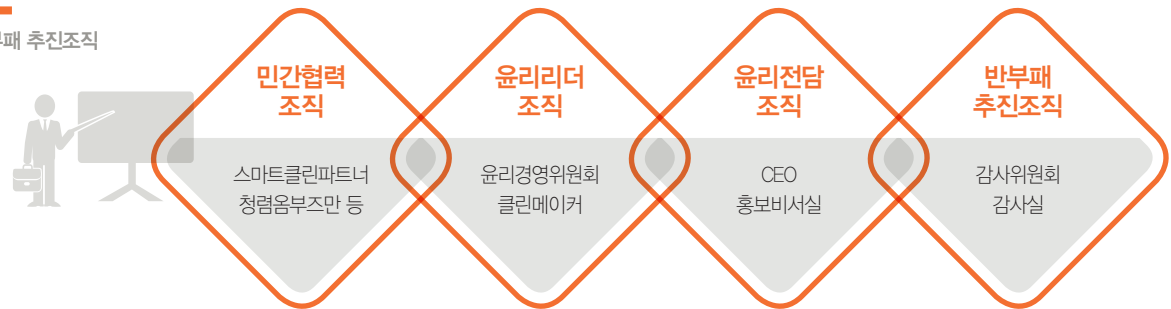 추진조직
민간협력
조직
스마트클린파트너
청렴옴부즈만 등
윤리리더
조직
윤리경영위원회
클린메이커
윤리전담
조직
CEO
홍보비서실
반부패
추진조직
감사위원회
감사실